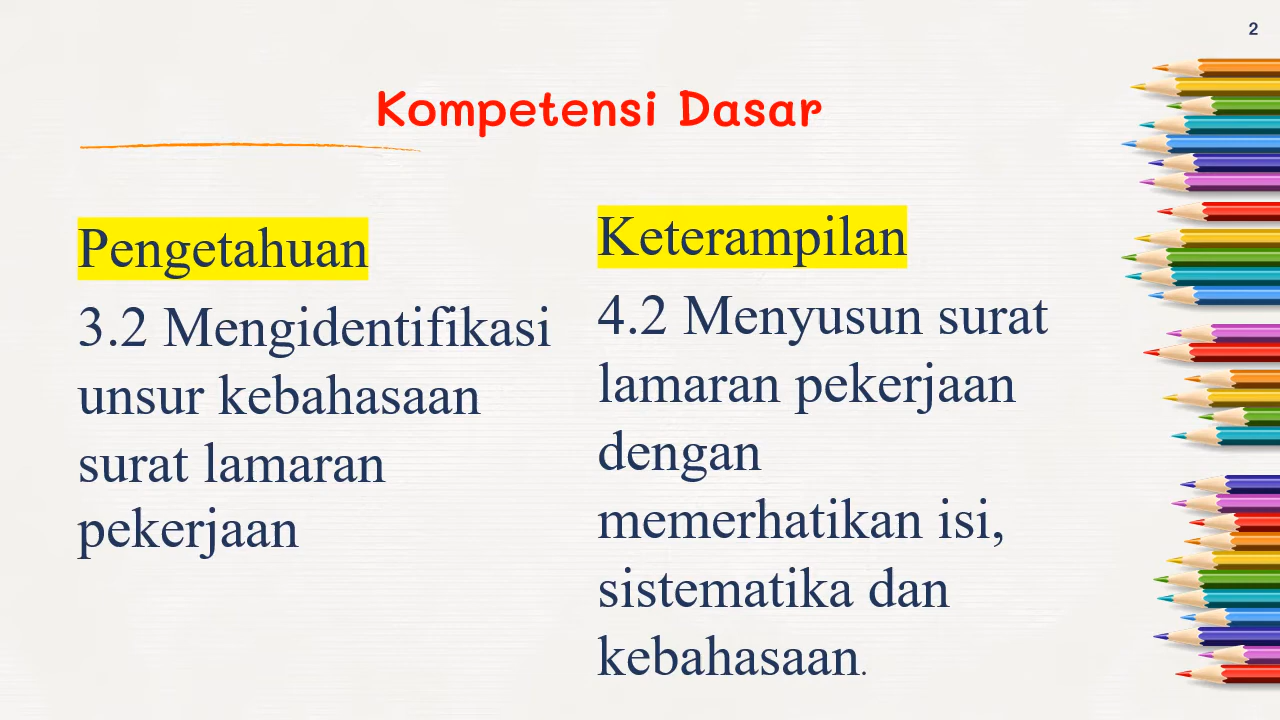 2
Kompetensi Dasar
Pengetahuan
3.2 Mengidentifikasi
unsur kebahasaan
surat lamaran
pekerjaan
Keterampilan
4.2 Menyusun surat
lamaran pekerjaan
dengan
memerhatikan isi,
sistematika dan
kebahasaan.